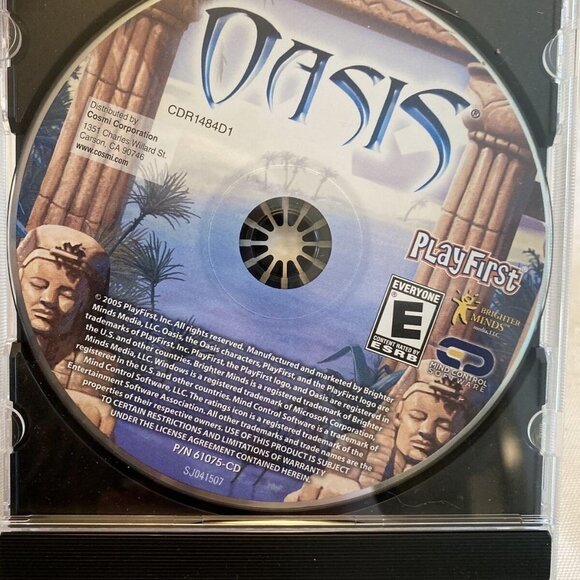 OASIS®
Distributed by
Cosmi Corporation
1351 Charles Willard St.
Carson, CA 90746
www.cosmi.com
CDR1484D1
PLAYFIRST
EVERYONE
E
CONTENT RATED BY
ESRB
BRIGHTER
MINDS
MEDIA, LLC.
MIND CONTROL
SOFTWARE
© 2005 PlayFirst, Inc. All rights reserved. Manufactured and marketed by Brighter
Minds Media, LLC. Oasis, the Oasis characters, PlayFirst, and the PlayFirst logo are
trademarks of PlayFirst Inc. PlayFirst, the PlayFirst logo, and Oasis are registered in
the U.S. and other countries. Brighter Minds is a registered trademark of Brighter
Minds Media, LLC. Windows is a registered trademark of Microsoft Corporation,
registered in the U.S. and other countries. Mind Control Software is a trademark of
Mind Control Software, LLC. The ratings icon is a registered trademark of the
Entertainment Software Association. All other trademarks and trade names are the
properties of their respective owners. USE OF THIS PRODUCT IS SUBJECT
TO CERTAIN RESTRICTIONS AND LIMITATIONS OF WARRANTY
UNDER THE LICENSE AGREEMENT CONTAINED HEREIN.
P/N 61075-CD
SJ041507